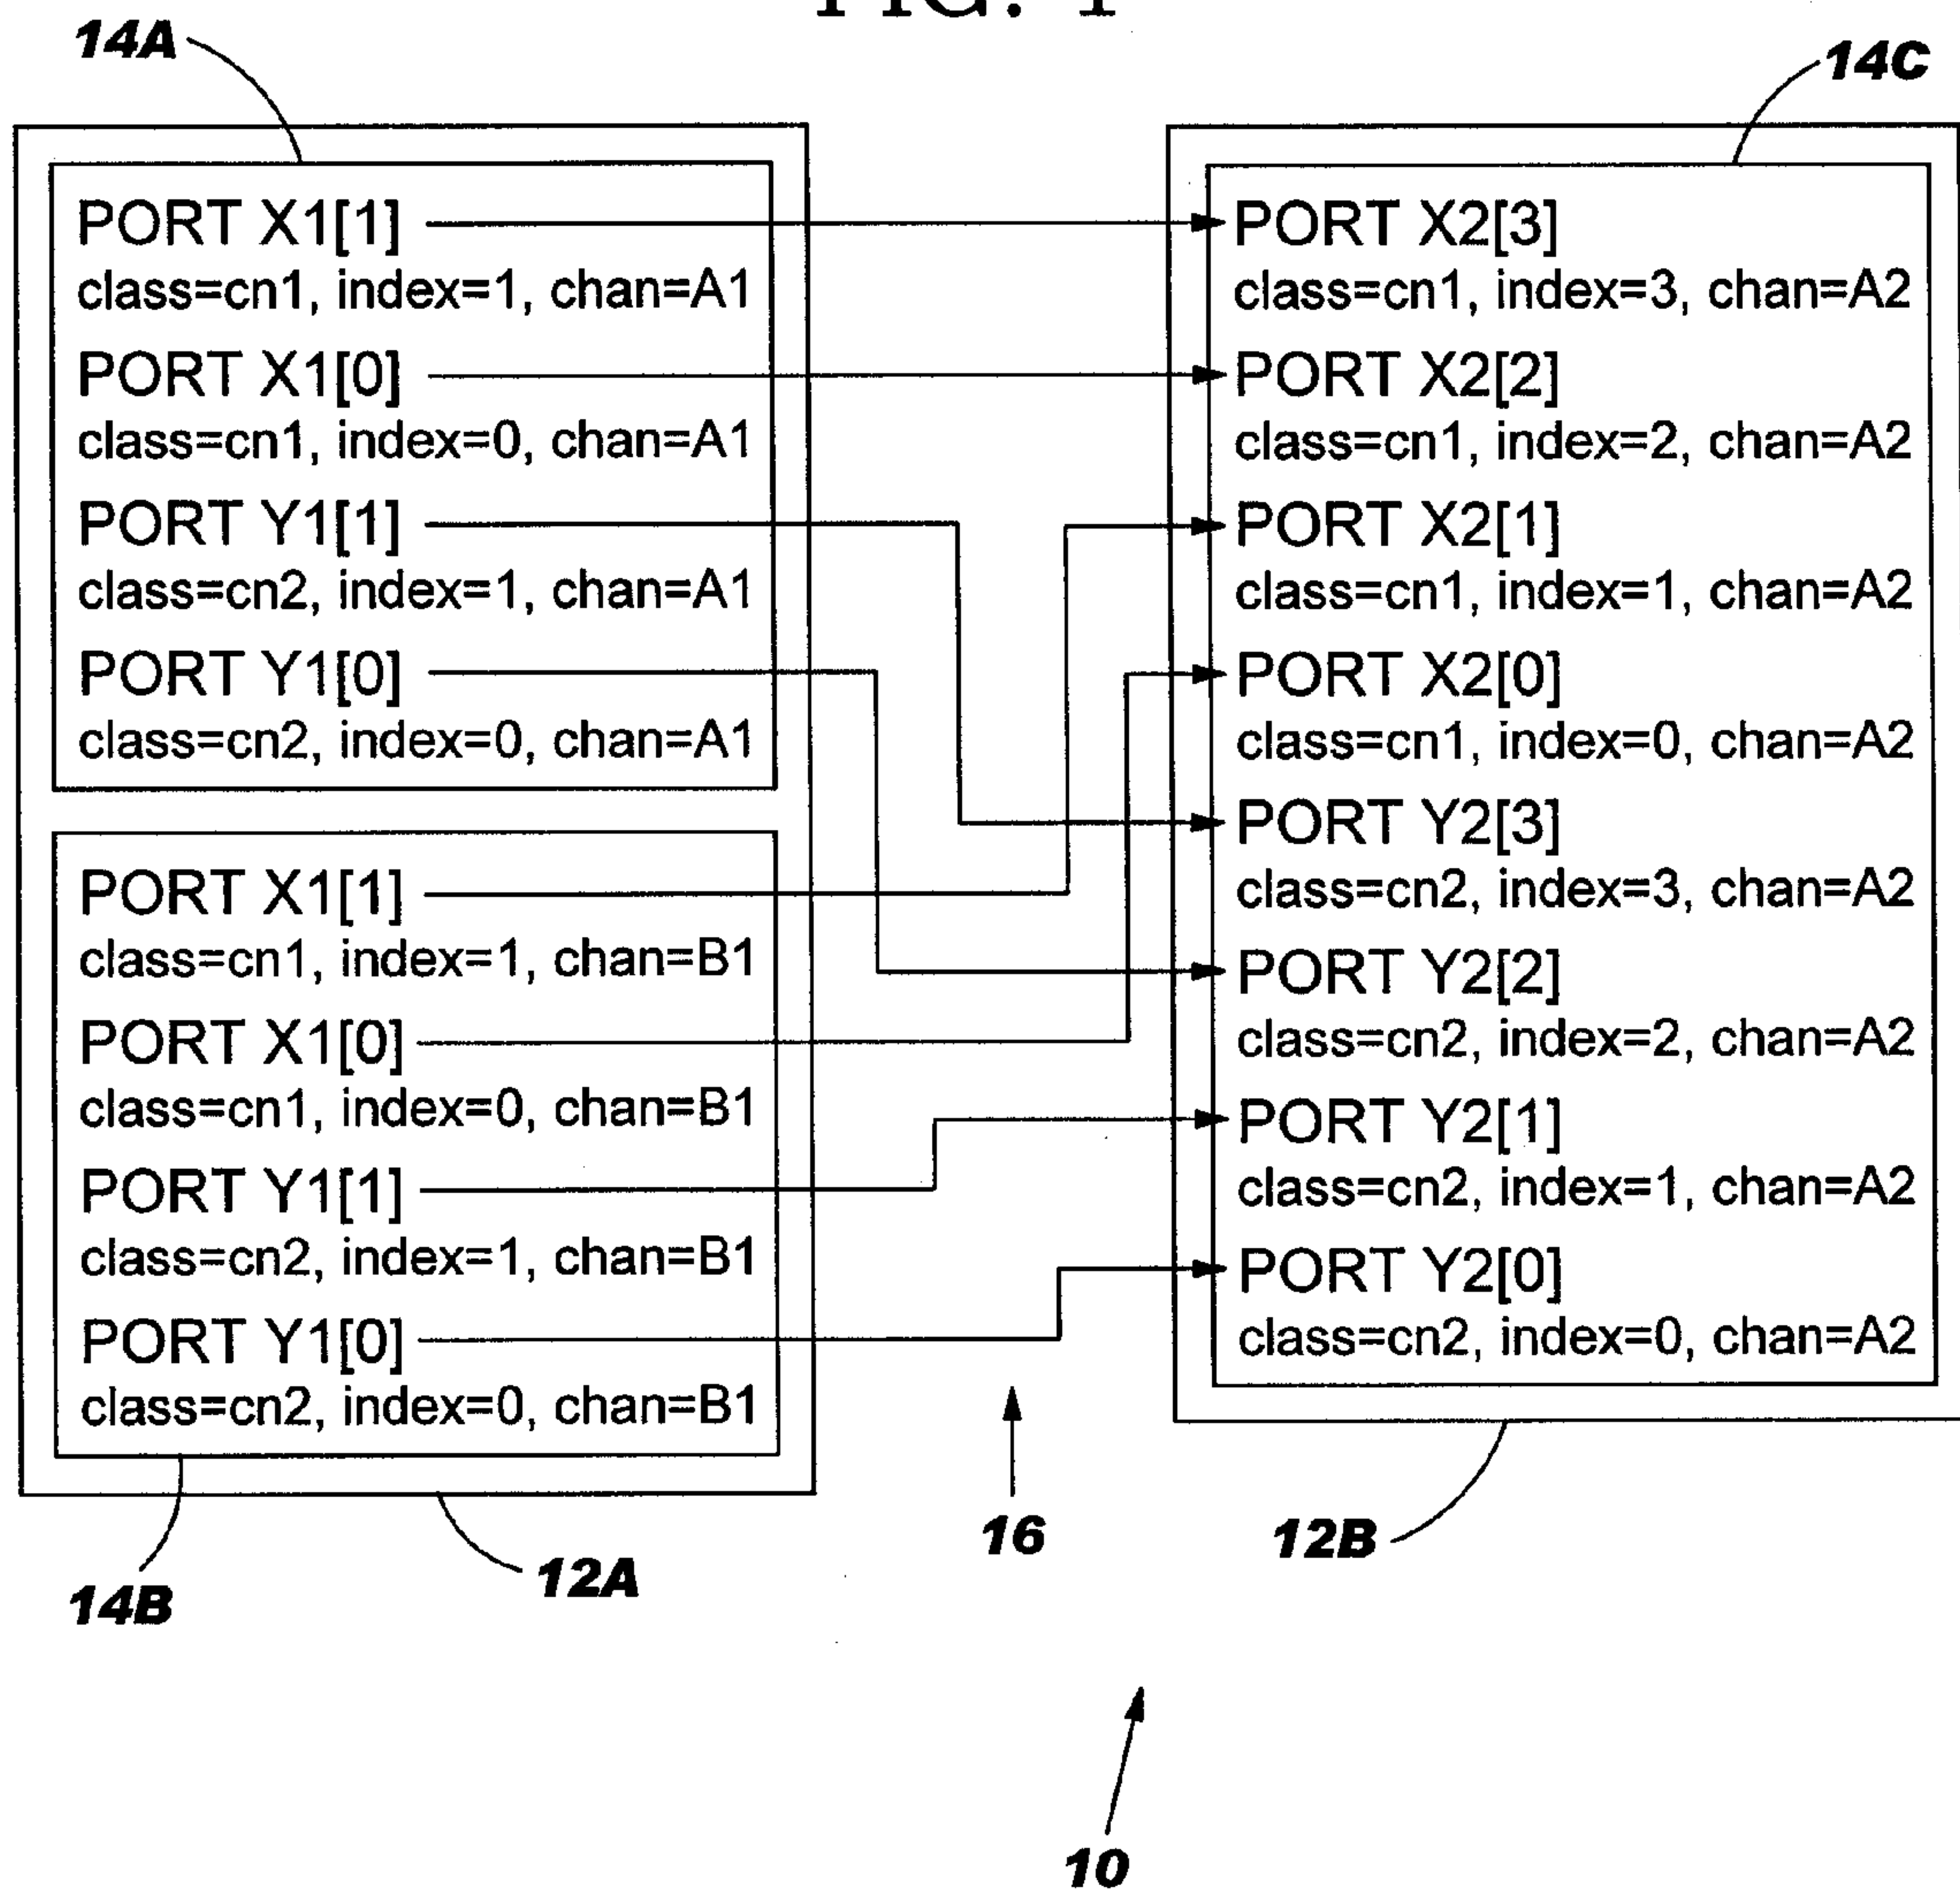 FIG. 1
14A
14C
PORT X1[1]
class=cn1, index=1, chan=A1
PORT X1[0]
class=cn1, index=0, chan=A1
PORT Y1[1]
class=cn2, index=1, chan=A1
PORT Y1[0]
class=cn2, index=0, chan=A1
PORT X1[1]
class=cn1, index=1, chan=B1
PORT X1[0]
class=cn1, index=0, chan=B1
PORT Y1[1]
class=cn2, index=1, chan=B1
PORT Y1[0]
class=cn2, index=0, chan=B1
PORT X2[3]
class=cn1, index=3, chan=A2
PORT X2[2]
class=cn1, index=2, chan=A2
PORT X2[1]
class=cn1, index=1, chan=A2
PORT X2[0]
class=cn1, index=0, chan=A2
PORT Y2[3]
class=cn2, index=3, chan=A2
PORT Y2[2]
class=cn2, index=2, chan=A2
PORT Y2[1]
class=cn2, index=1, chan=A2
PORT Y2[0]
class=cn2, index=0, chan=A2
14B
12A
16
12B
10